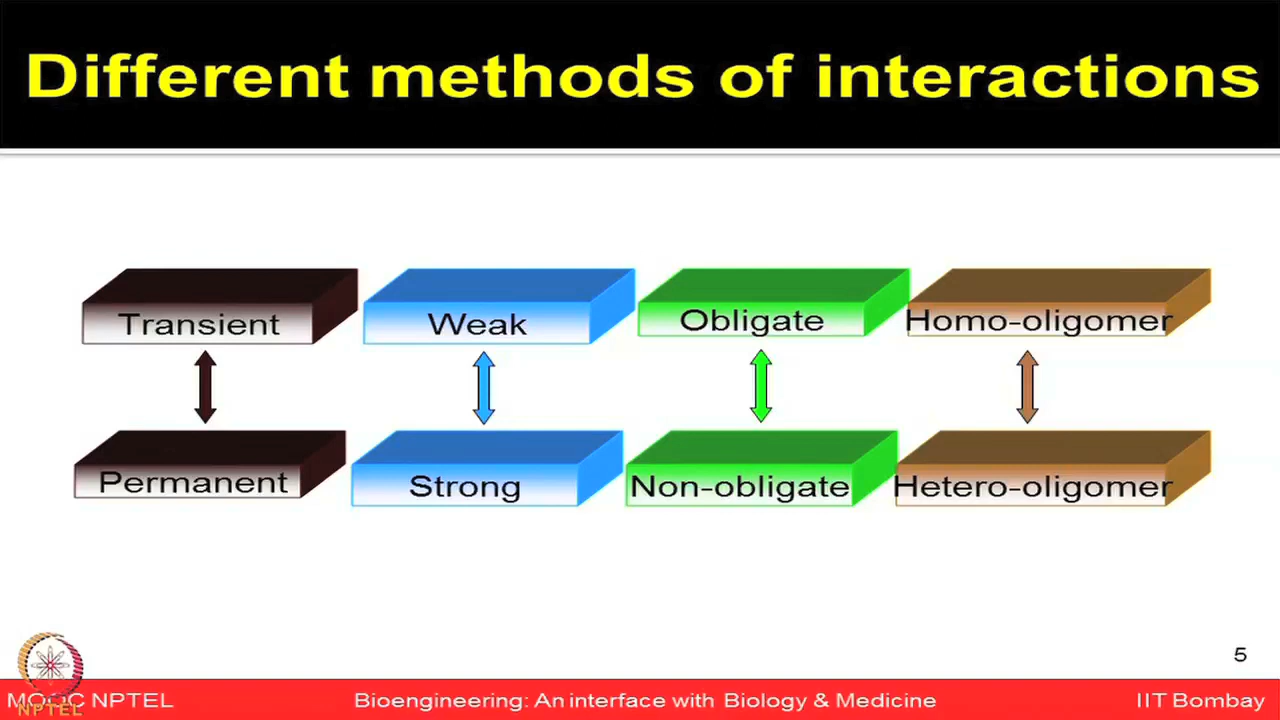 Different methods of interactions
Transient
Weak
Obligate
Homo-oligomer
Permanent
Strong
Non-obligate
Hetero-oligomer
5
MOOC NPTEL
Bioengineering: An interface with Biology & Medicine
IIT Bombay
NPTEL